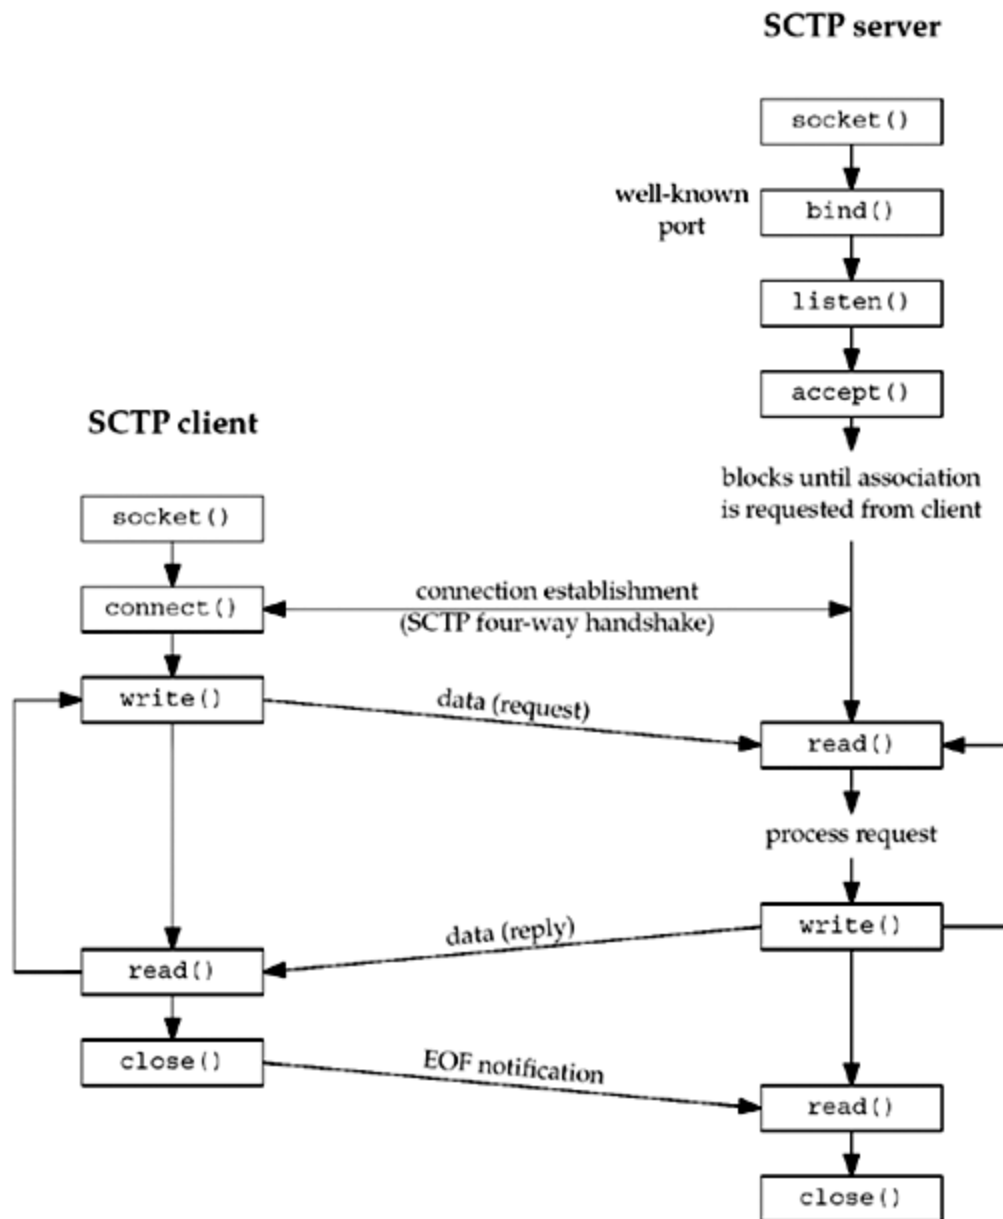 SCTP server
socket()
well-known
port
bind()
listen()
accept()
SCTP client
blocks until association
is requested from client
socket()
connect()
connection establishment
(SCTP four-way handshake)
write()
data (request)
read()
process request
write()
data (reply)
read()
close()
EOF notification
read()
close()